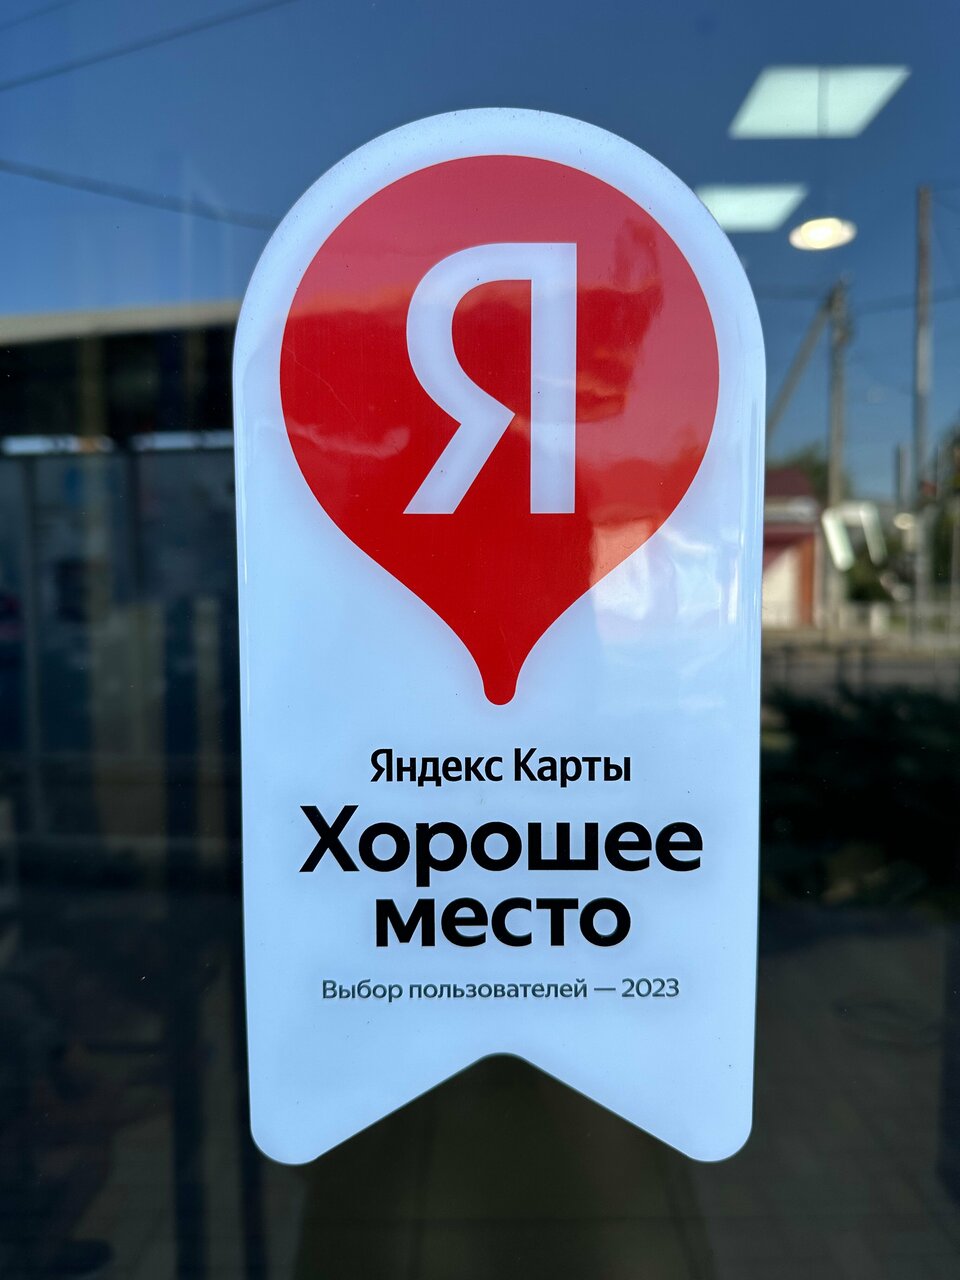 Я
Яндекс Карты
Хорошее
место
Выбор пользователей — 2023